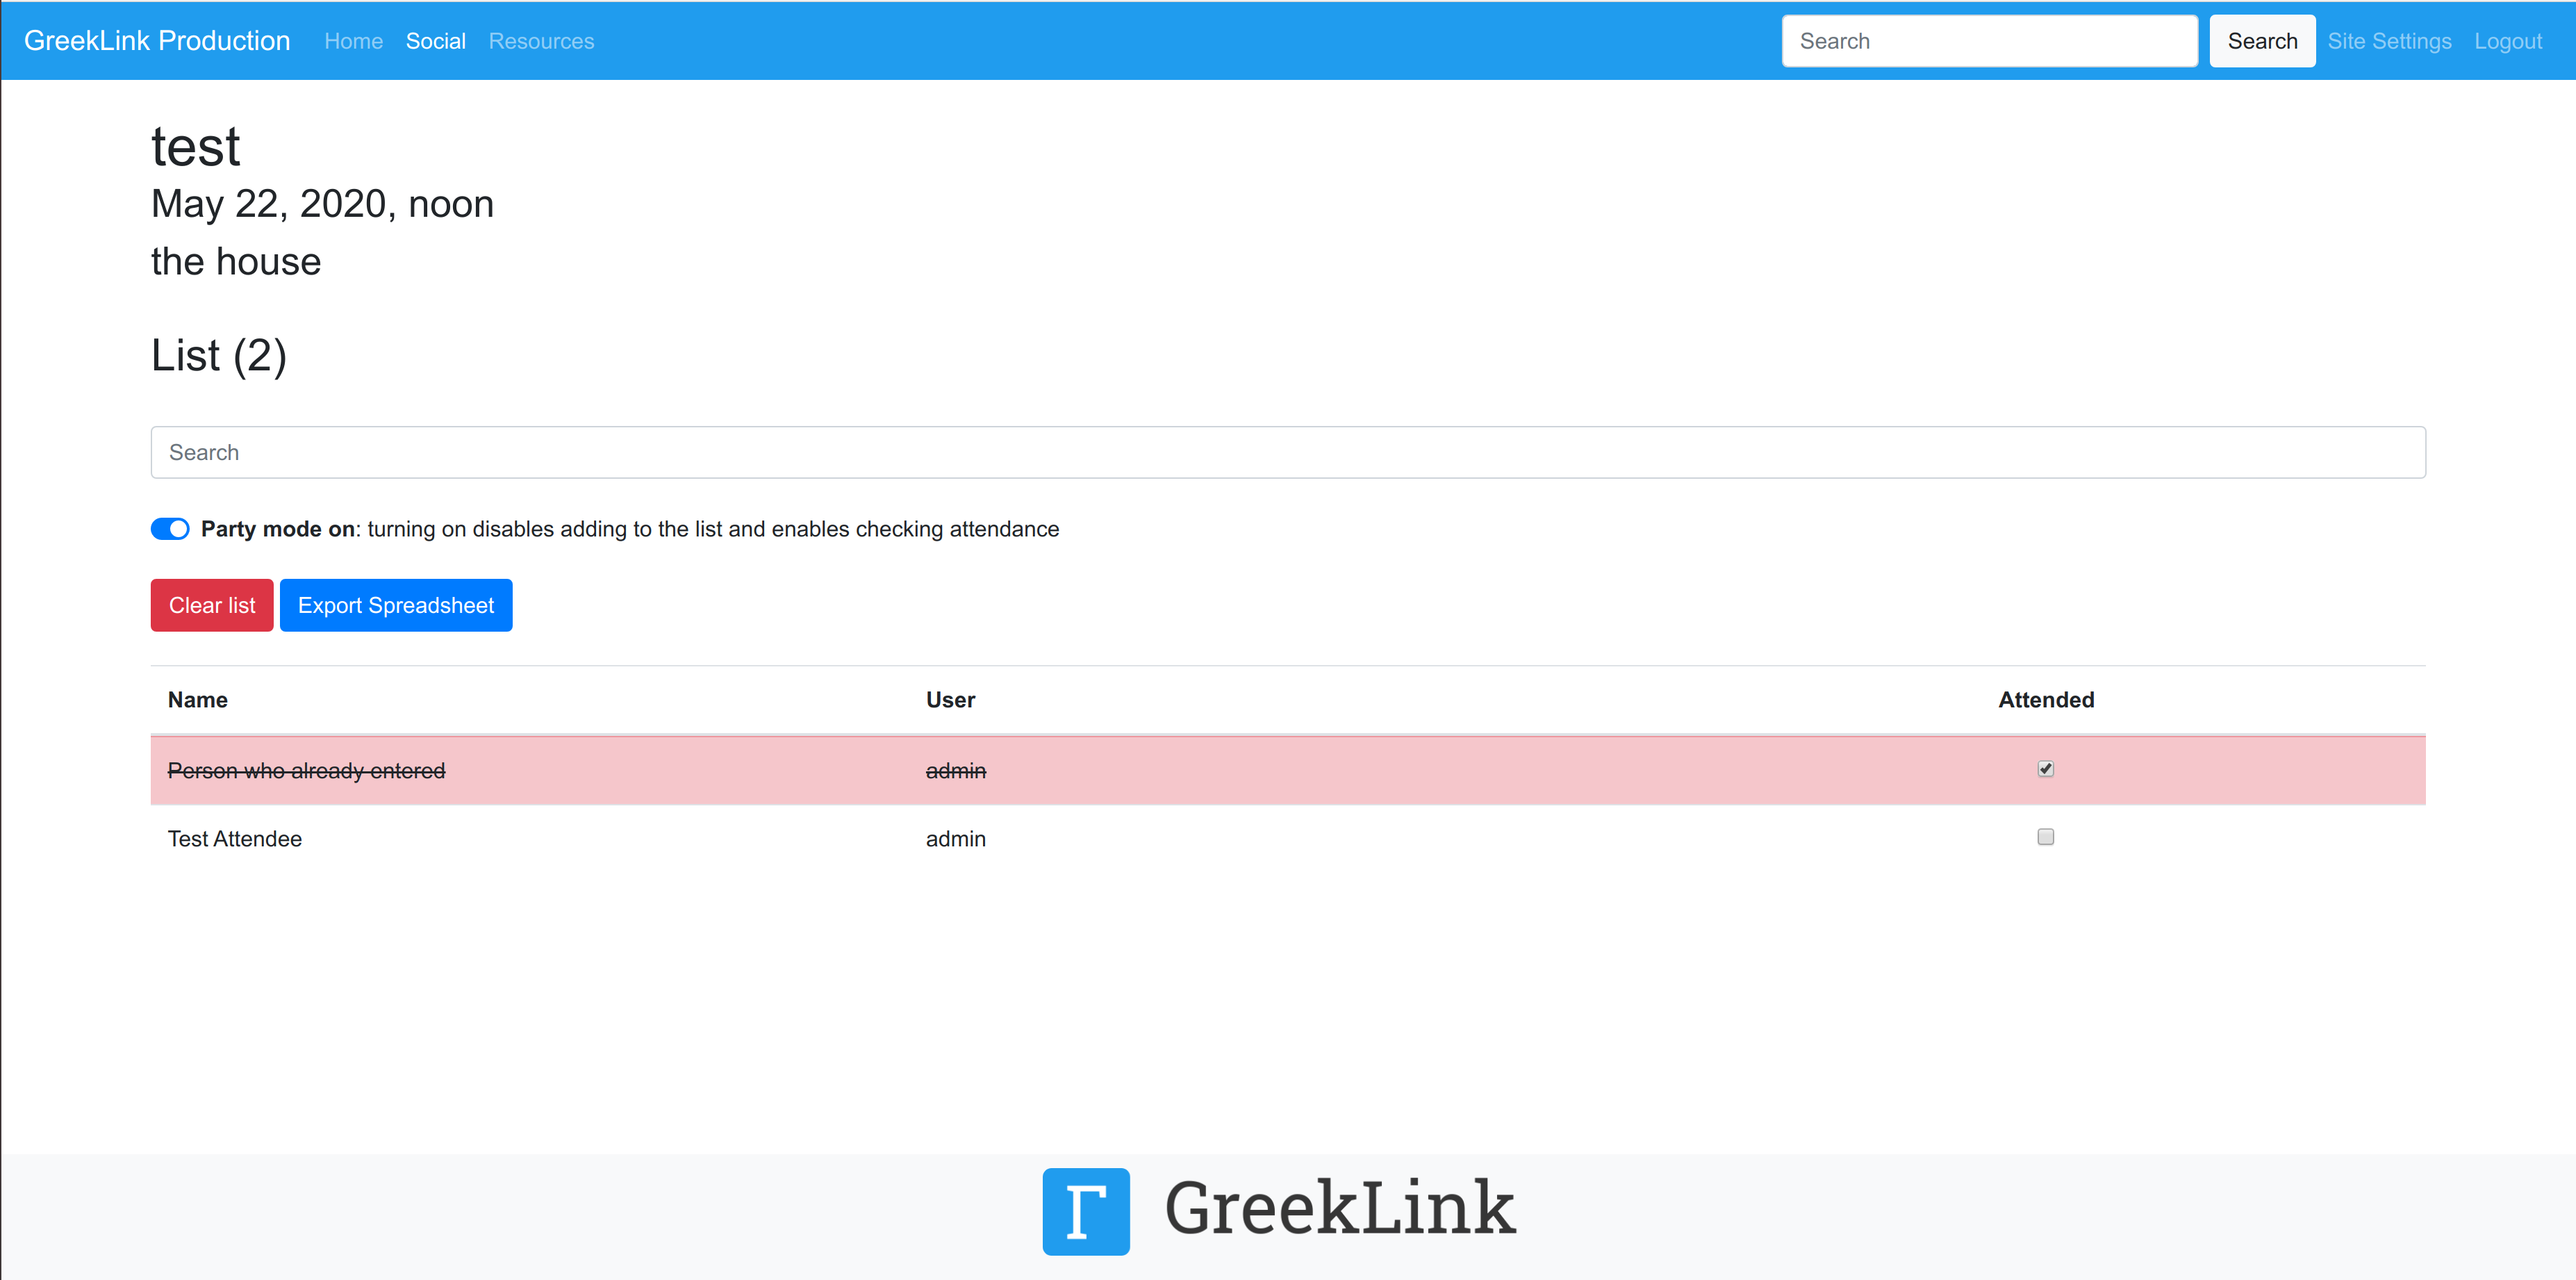 GreekLink Production Home Social Resources Search Search Site Settings Logout
test
May 22, 2020, noon
the house
List (2)
Search
Party mode on: turning on disables adding to the list and enables checking attendance
Clear list Export Spreadsheet
Name User Attended
Person who already entered admin
Test Attendee admin
Γ GreekLink